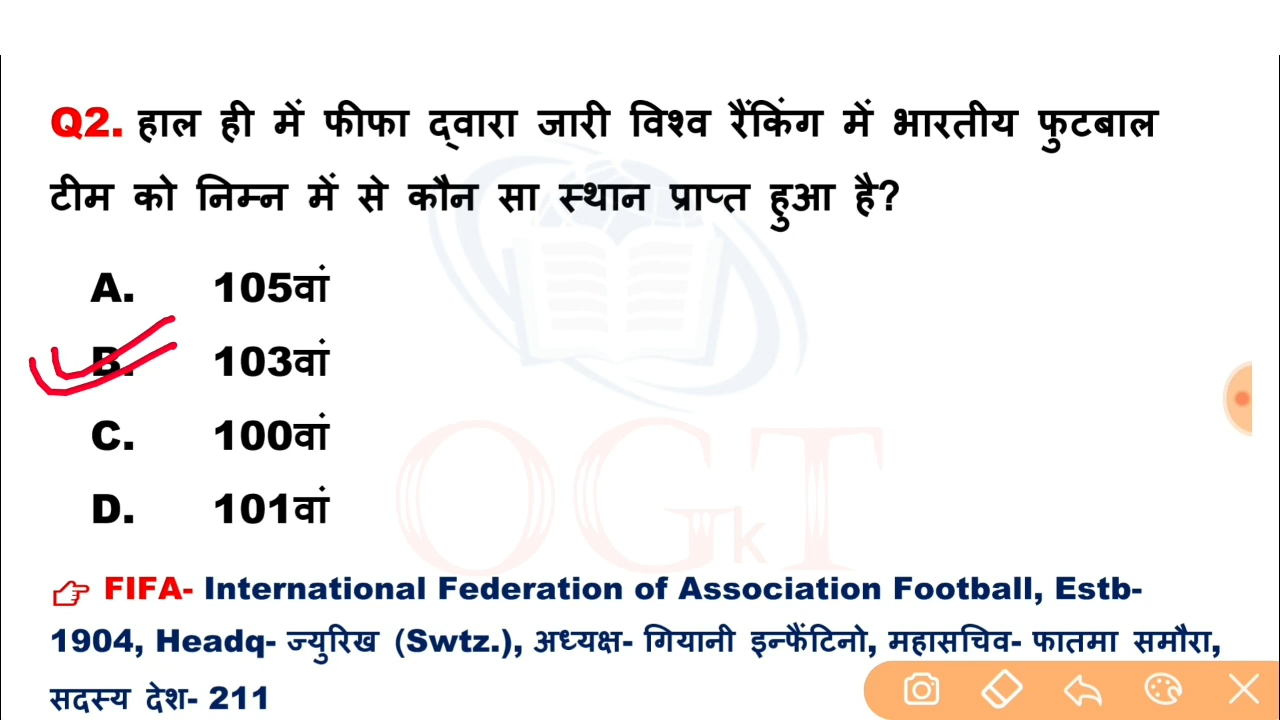 Q2. हाल ही में फीफा द्वारा जारी विश्व रैंकिंग में भारतीय फुटबाल
टीम को निम्न में से कौन सा स्थान प्राप्त हुआ है?
A. 105वां
B. 103वां
C. 100वां
D. 101वां
OGkT
FIFA- International Federation of Association Football, Estb-
1904, Headq- ज्युरिख (Swtz.), अध्यक्ष- गियानी इन्फैंटिनो, महासचिव- फातमा समौरा,
सदस्य देश- 211